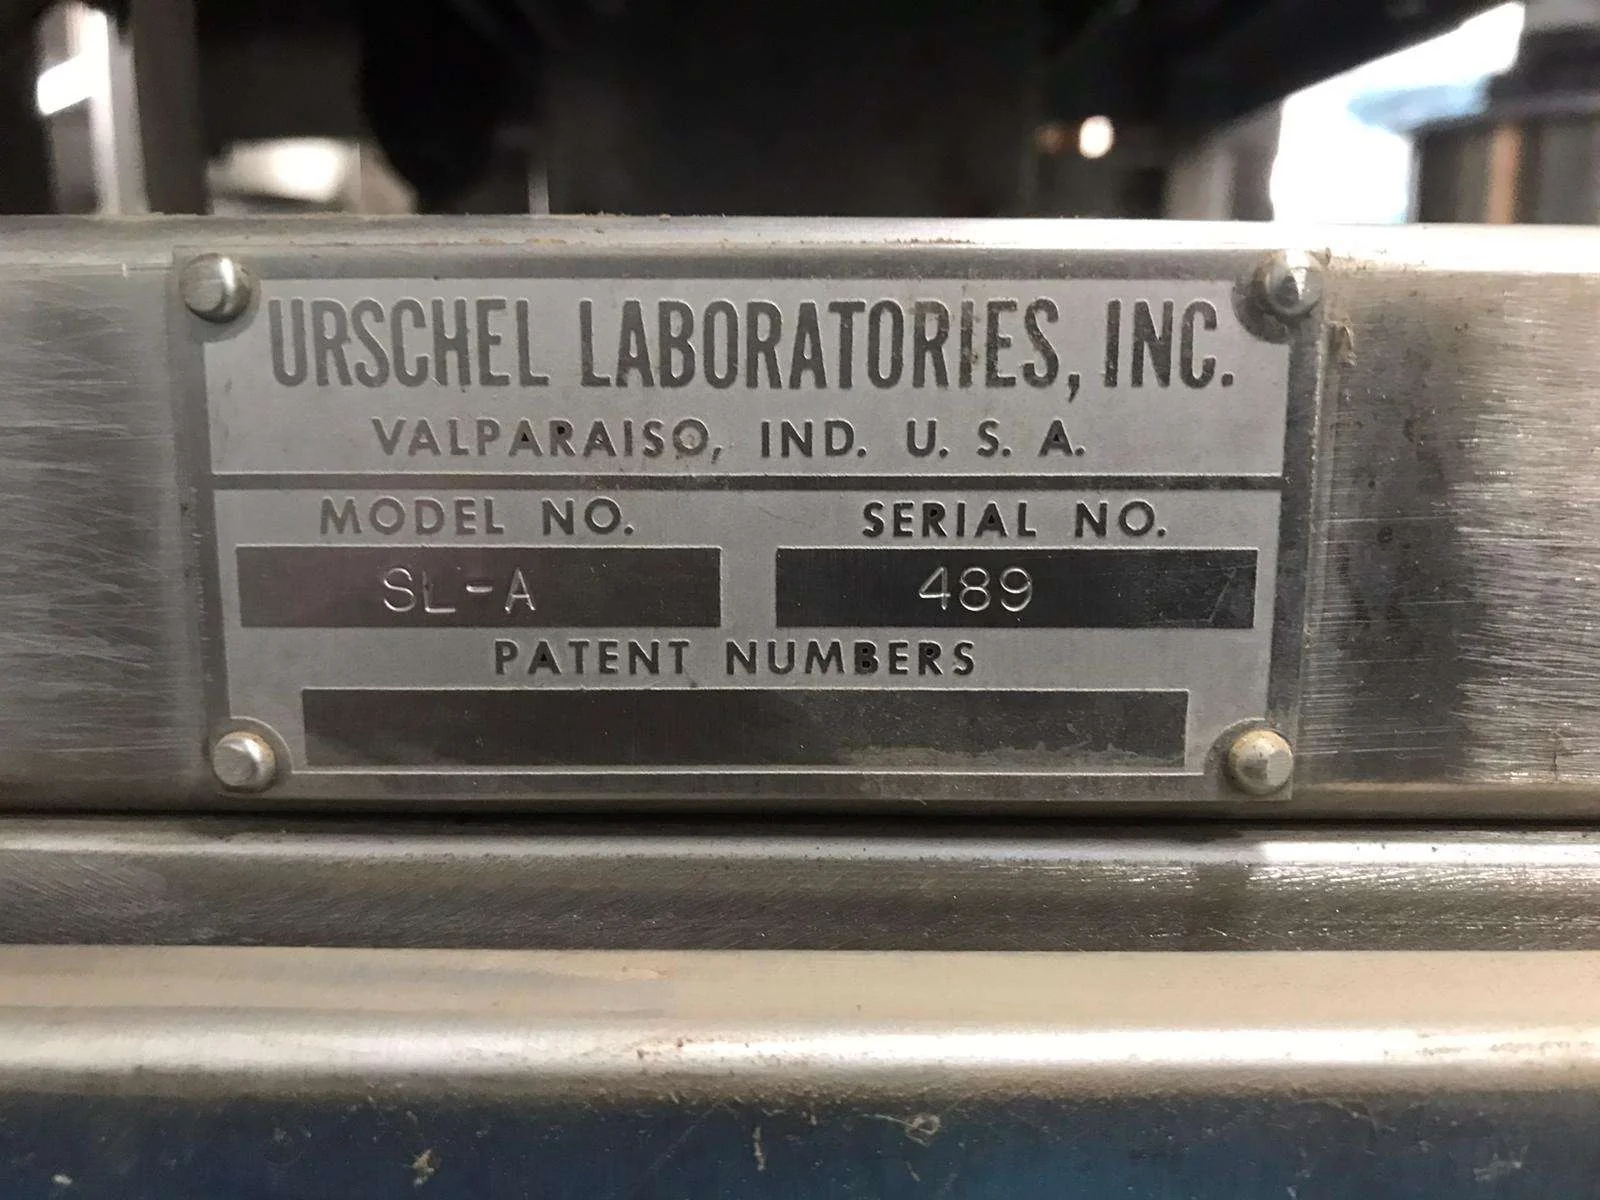 URSCHEL LABORATORIES, INC.
VALPARAISO, IND. U. S. A.
MODEL NO. SERIAL NO.
SL-A 489
PATENT NUMBERS